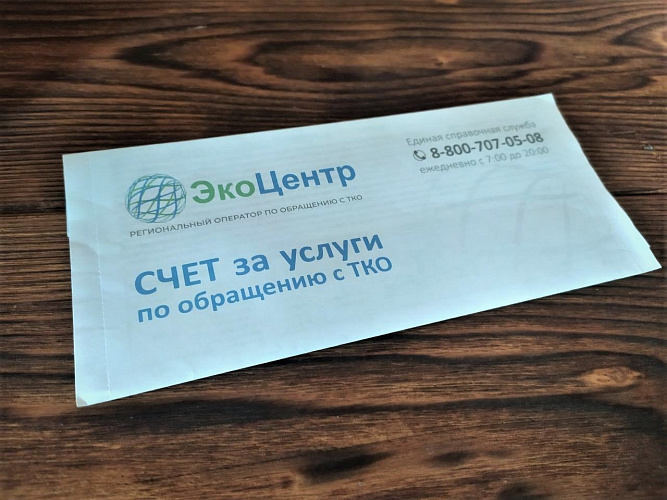 ЭкоЦентр
РЕГИОНАЛЬНЫЙ ОПЕРАТОР ПО ОБРАЩЕНИЮ С ТКО
Единая справочная служба
8-800-707-05-08
ежедневно с 7:00 до 20:00
СЧЕТ за услуги
по обращению с ТКО